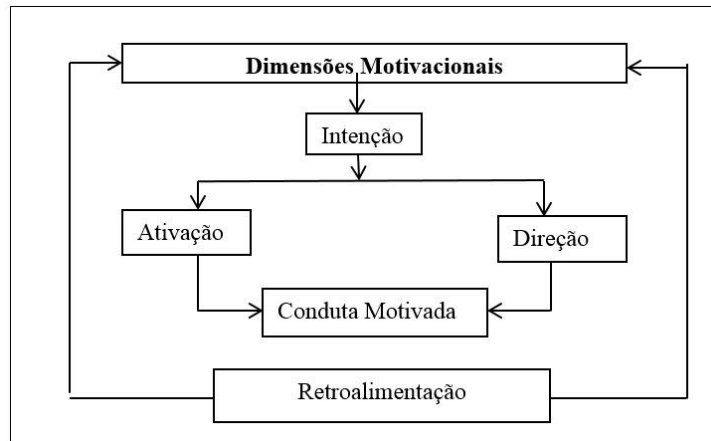 Dimensões Motivacionais
Intenção
Ativação
Direção
Conduta Motivada
Retroalimentação